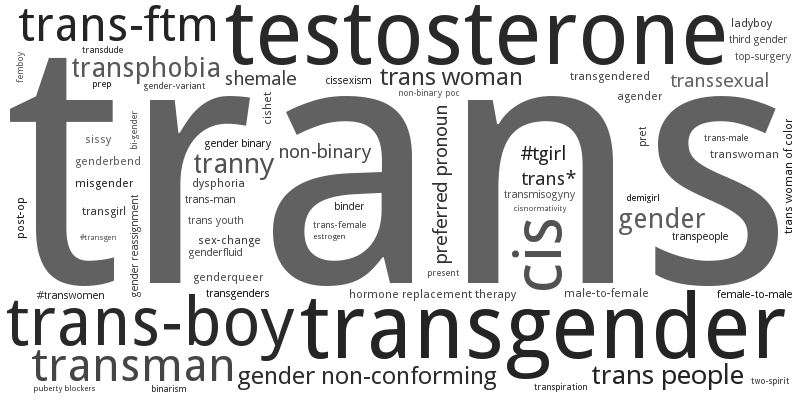 trans-ftm
testosterone
ladyboy
third gender
transdude
femboy
transphobia
top-surgery
shemale
cissexism
trans woman
transgendered
transsexual
prep
gender-variant
non-binary poc
agender
cishet
trans
sissy
bi-gender
gender binary
non-binary
preferred pronoun
#tgirl
pret
trans-male
transwoman
trans woman of color
genderbend
tranny
trans*
misgender
dysphoria
transmisogyny
post-op
trans-man
binder
cisnormativity
demigirl
transgirl
gender reassignment
trans youth
trans-female
cis
gender
#transgen
sex-change
estrogen
transpeople
genderfluid
genderqueer
present
#transwomen
transgenders
hormone replacement therapy
male-to-female
female-to-male
trans-boy
transgender
transman
gender non-conforming
trans people
two-spirit
puberty blockers
binarism
transpiration